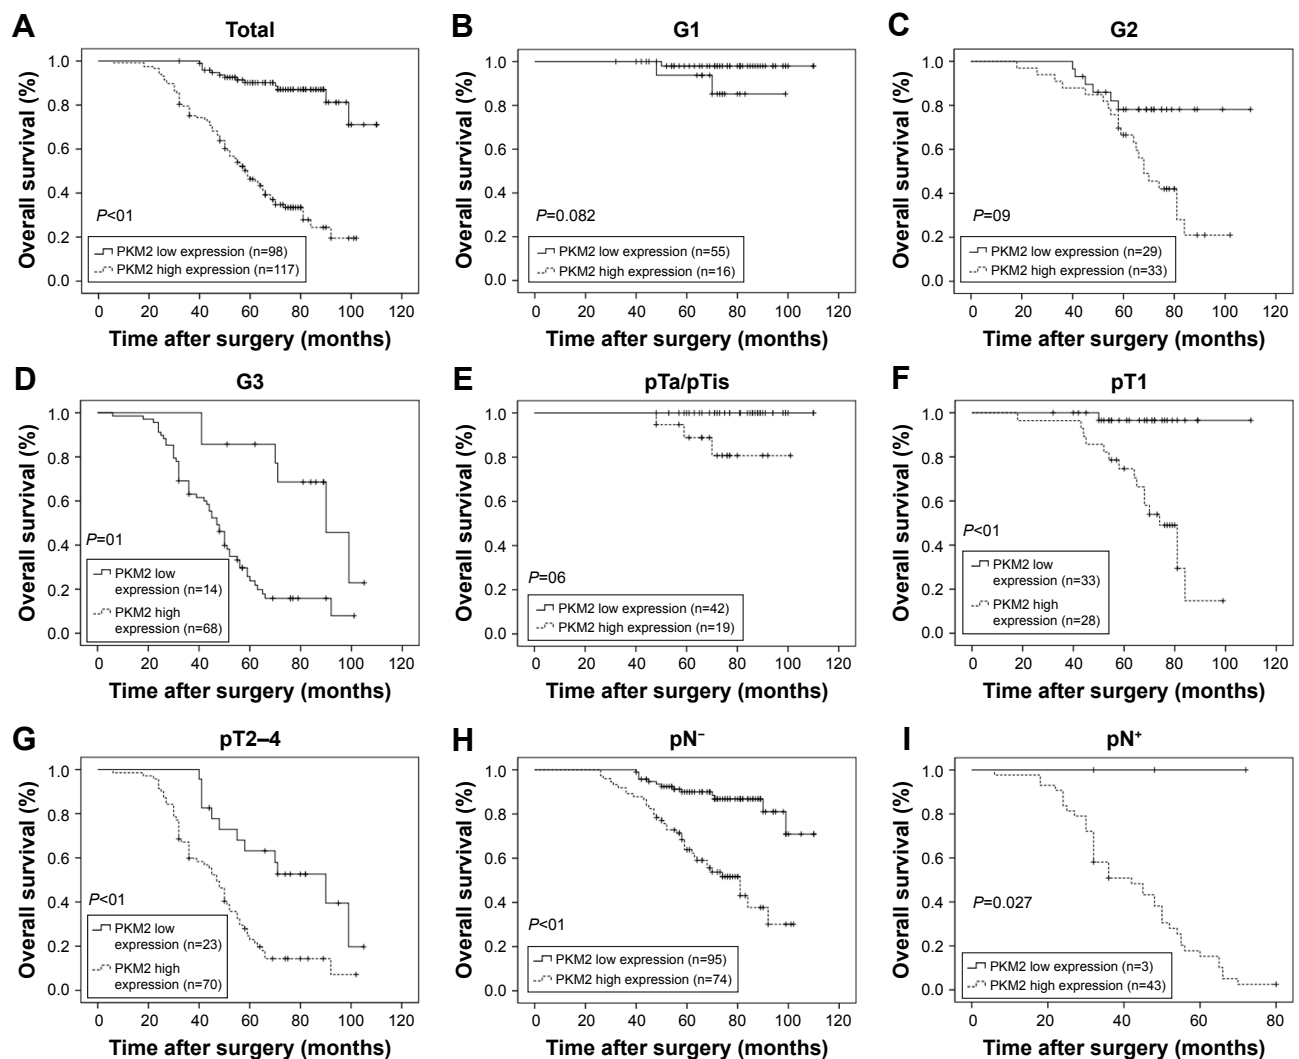 A
Total
Overall survival (%)
1.0
0.8
0.6
0.4
0.2
0.0
P<01
PKM2 low expression (n=98)
PKM2 high expression (n=117)
0 20 40 60 80 100 120
Time after surgery (months)
B
G1
Overall survival (%)
1.0
0.8
0.6
0.4
0.2
0.0
P=0.082
PKM2 low expression (n=55)
PKM2 high expression (n=16)
0 20 40 60 80 100 120
Time after surgery (months)
C
G2
Overall survival (%)
1.0
0.8
0.6
0.4
0.2
0.0
P=09
PKM2 low expression (n=29)
PKM2 high expression (n=33)
0 20 40 60 80 100 120
Time after surgery (months)
D
G3
Overall survival (%)
1.0
0.8
0.6
0.4
0.2
0.0
P=01
PKM2 low
expression (n=14)
PKM2 high
expression (n=68)
0 20 40 60 80 100 120
Time after surgery (months)
E
pTa/pTis
Overall survival (%)
1.0
0.8
0.6
0.4
0.2
0.0
P=06
PKM2 low expression (n=42)
PKM2 high expression (n=19)
0 20 40 60 80 100 120
Time after surgery (months)
F
pT1
Overall survival (%)
1.0
0.8
0.6
0.4
0.2
0.0
P<01
PKM2 low
expression (n=33)
PKM2 high
expression (n=28)
0 20 40 60 80 100 120
Time after surgery (months)
G
pT2–4
Overall survival (%)
1.0
0.8
0.6
0.4
0.2
0.0
P<01
PKM2 low
expression (n=23)
PKM2 high
expression (n=70)
0 20 40 60 80 100 120
Time after surgery (months)
H
pN⁻
Overall survival (%)
1.0
0.8
0.6
0.4
0.2
0.0
P<01
PKM2 low expression (n=95)
PKM2 high expression (n=74)
0 20 40 60 80 100 120
Time after surgery (months)
I
pN⁺
Overall survival (%)
1.0
0.8
0.6
0.4
0.2
0.0
P=0.027
PKM2 low expression (n=3)
PKM2 high expression (n=43)
0 20 40 60 80
Time after surgery (months)